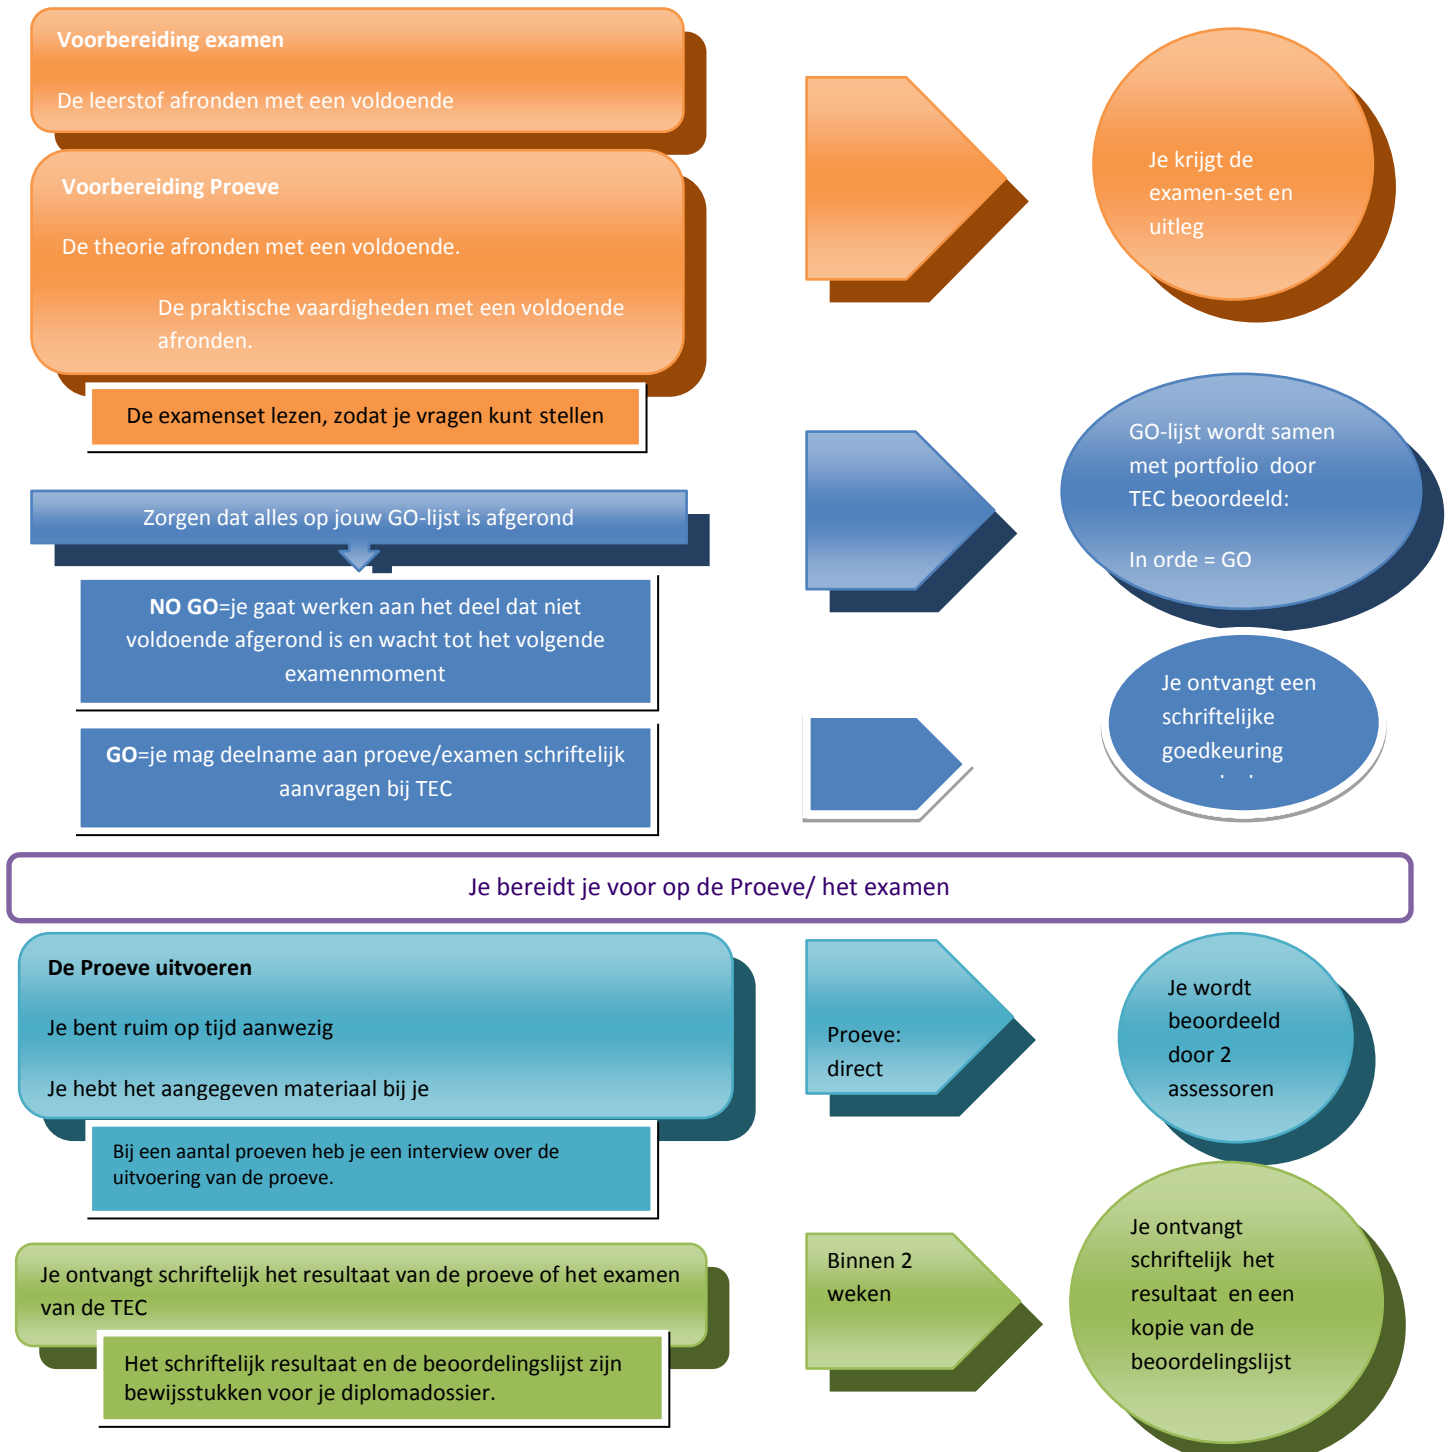 Voorbereiding examen
De leerstof afronden met een voldoende
Voorbereiding Proeve
De theorie afronden met een voldoende.
De praktische vaardigheden met een voldoende
afronden.
De examenset lezen, zodat je vragen kunt stellen
Je krijgt de
examen-set en
uitleg
Zorgen dat alles op jouw GO-lijst is afgerond
NO GO=je gaat werken aan het deel dat niet
voldoende afgerond is en wacht tot het volgende
examenmoment
GO-lijst wordt samen
met portfolio door
TEC beoordeeld:
In orde = GO
GO=je mag deelname aan proeve/examen schriftelijk
aanvragen bij TEC
Je ontvangt een
schriftelijke
goedkeuring
Je bereidt je voor op de Proeve/ het examen
De Proeve uitvoeren
Je bent ruim op tijd aanwezig
Je hebt het aangegeven materiaal bij je
Bij een aantal proeven heb je een interview over de
uitvoering van de proeve.
Proeve:
direct
Je wordt
beoordeeld
door 2
assessoren
Je ontvangt schriftelijk het resultaat van de proeve of het examen
van de TEC
Het schriftelijk resultaat en de beoordelingslijst zijn
bewijsstukken voor je diplomadossier.
Binnen 2
weken
Je ontvangt
schriftelijk het
resultaat en een
kopie van de
beoordelingslijst